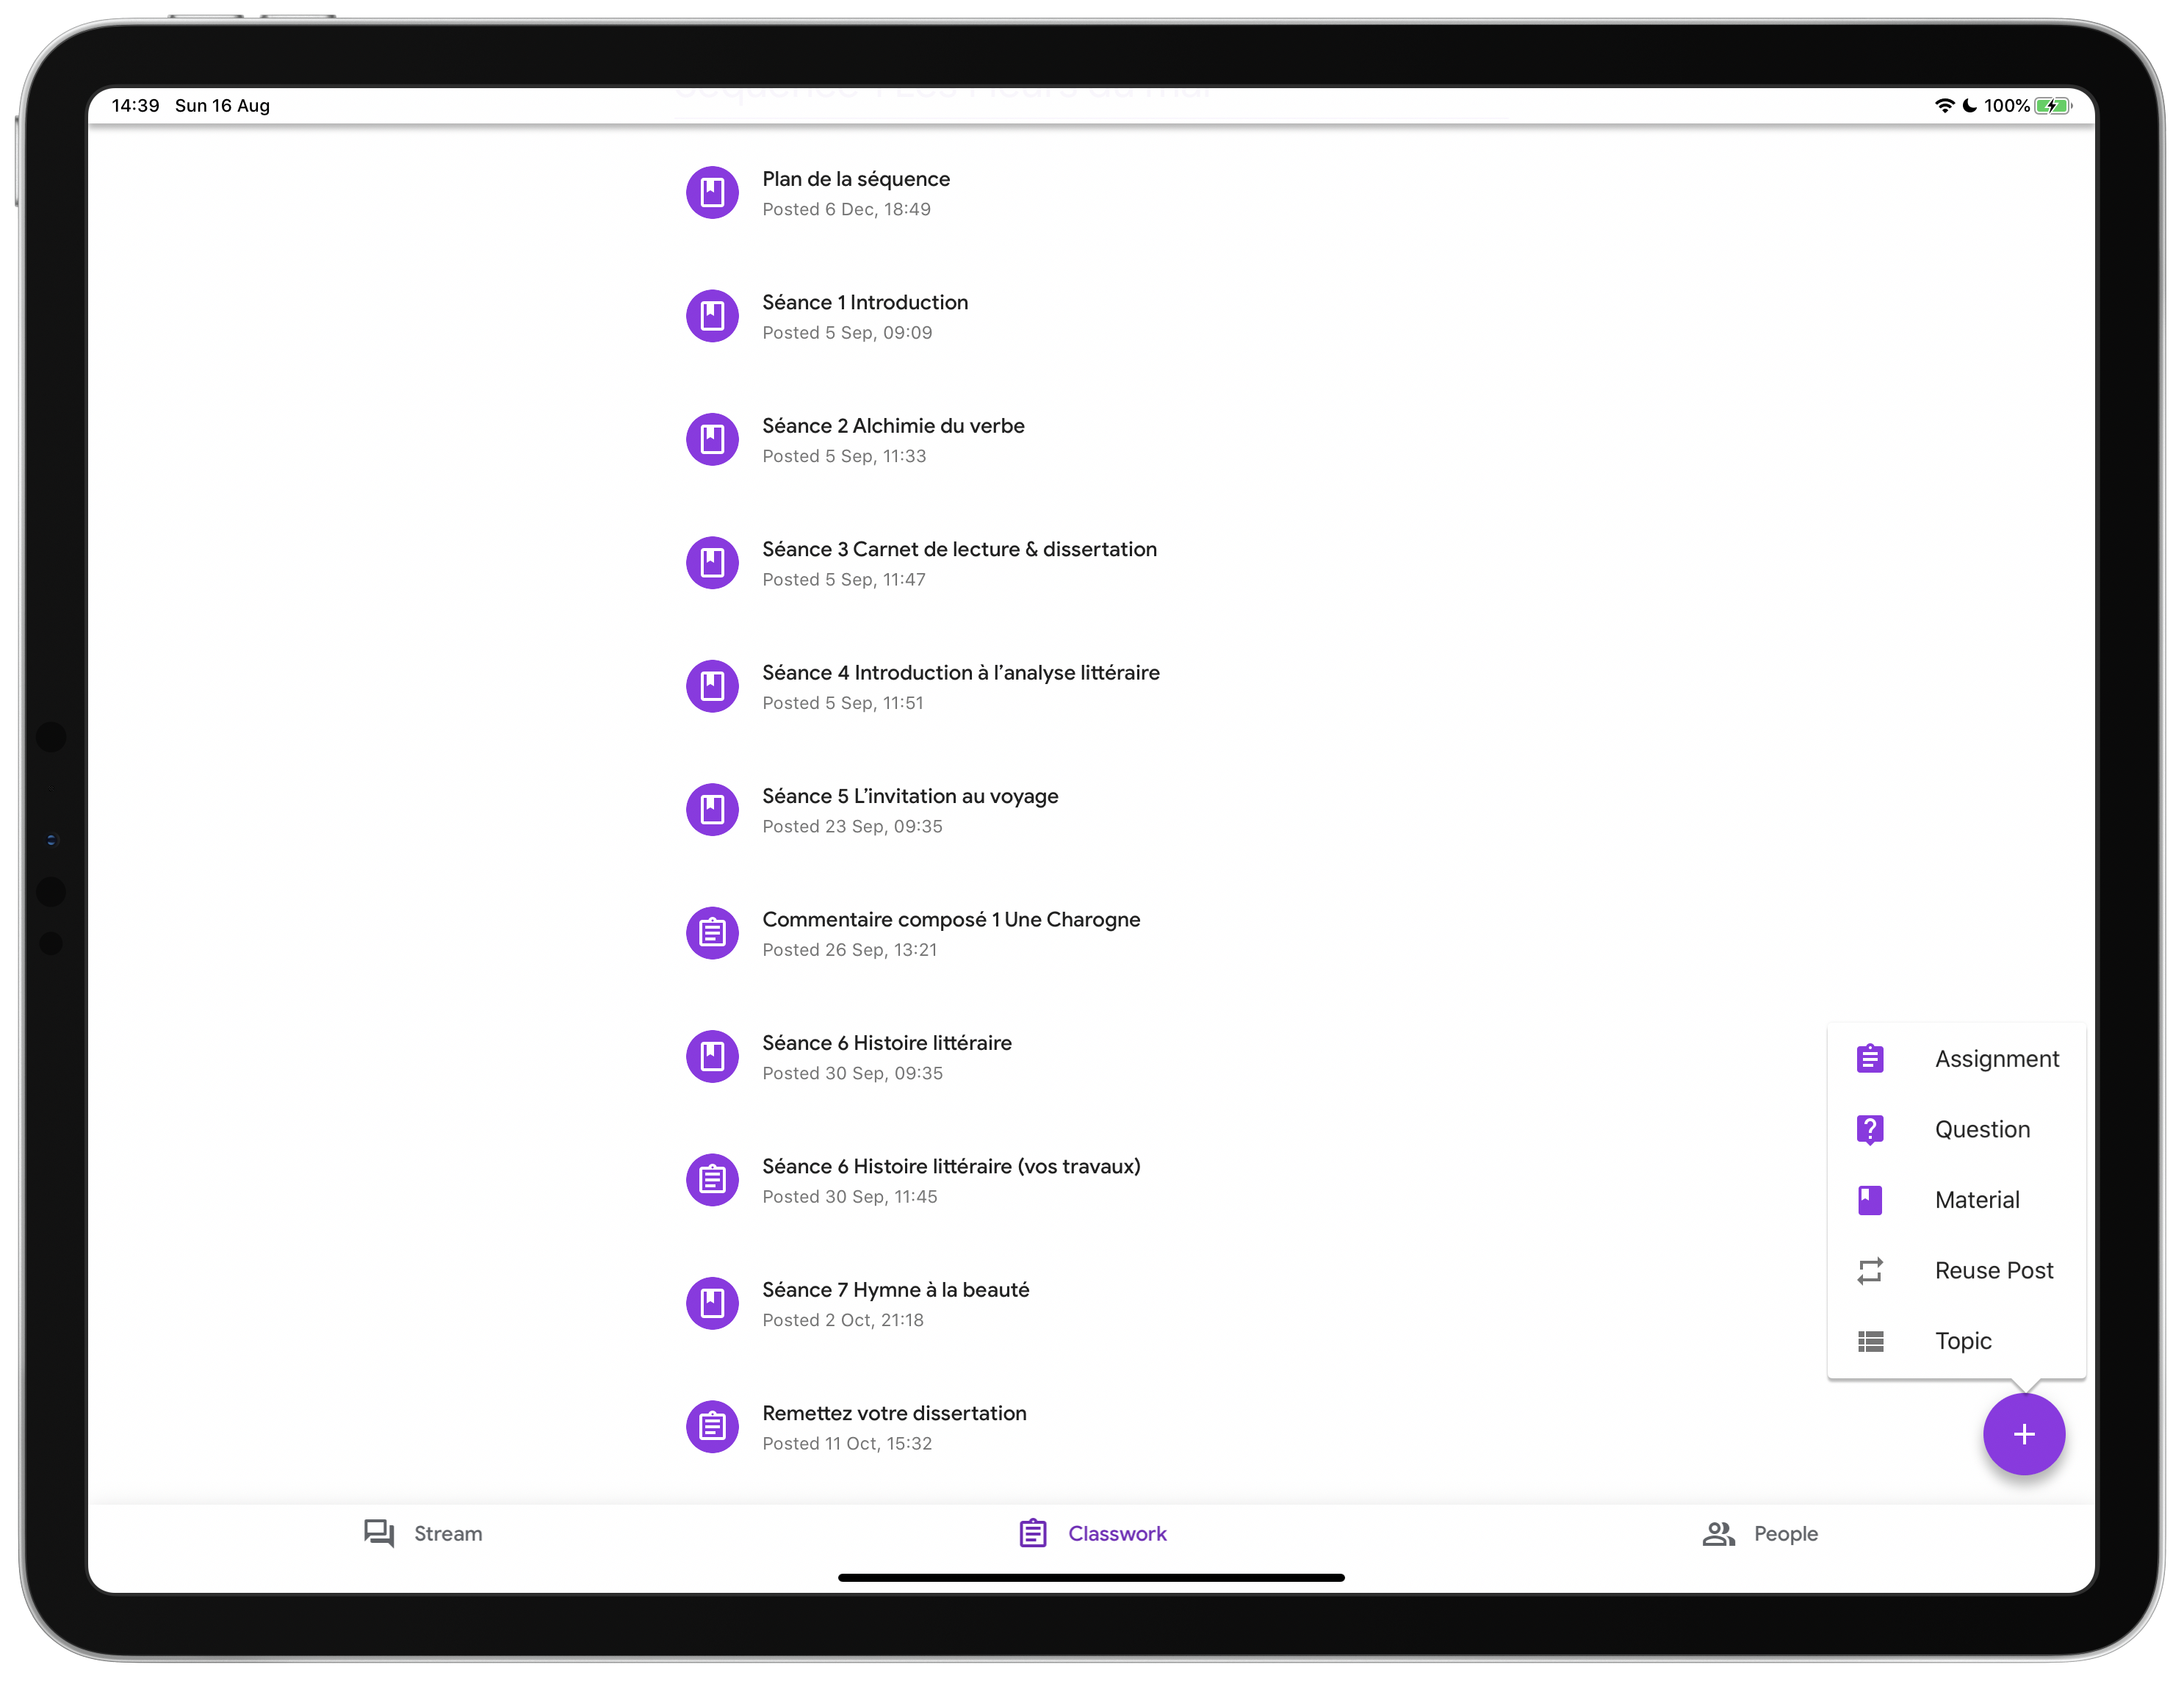 14:39 Sun 16 Aug
100%
Séquence 1 Les Fleurs du mal
Plan de la séquence
Posted 6 Dec, 18:49
Séance 1 Introduction
Posted 5 Sep, 09:09
Séance 2 Alchimie du verbe
Posted 5 Sep, 11:33
Séance 3 Carnet de lecture & dissertation
Posted 5 Sep, 11:47
Séance 4 Introduction à l’analyse littéraire
Posted 5 Sep, 11:51
Séance 5 L’invitation au voyage
Posted 23 Sep, 09:35
Commentaire composé 1 Une Charogne
Posted 26 Sep, 13:21
Séance 6 Histoire littéraire
Posted 30 Sep, 09:35
Séance 6 Histoire littéraire (vos travaux)
Posted 30 Sep, 11:45
Séance 7 Hymne à la beauté
Posted 2 Oct, 21:18
Remettez votre dissertation
Posted 11 Oct, 15:32
Assignment
Question
Material
Reuse Post
Topic
Stream
Classwork
People